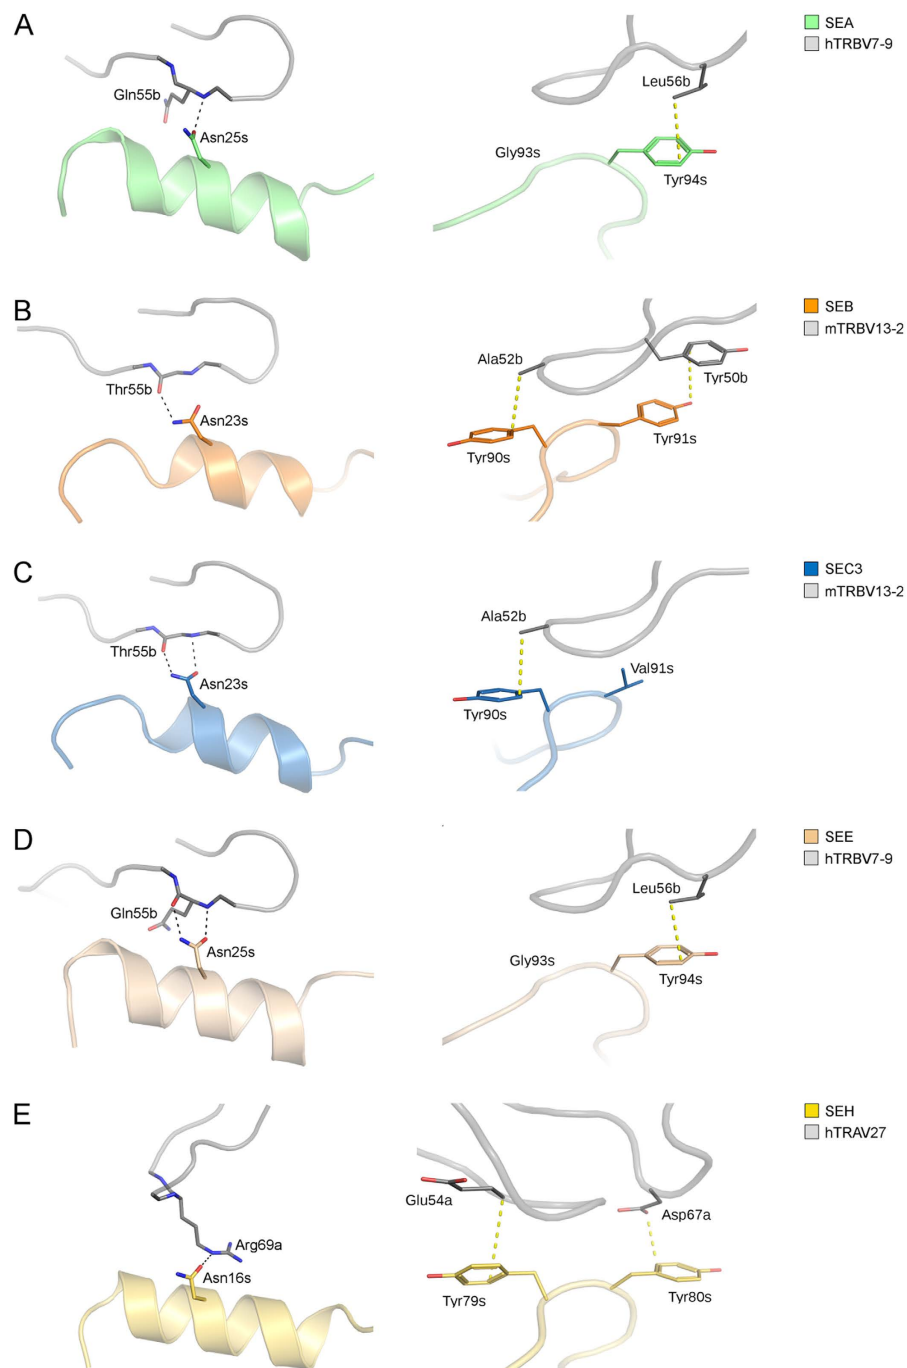 A
Gln55b
Asn25s
Leu56b
Gly93s
Tyr94s
SEA
hTRBV7-9
B
Thr55b
Asn23s
Ala52b
Tyr50b
Tyr90s
Tyr91s
SEB
mTRBV13-2
C
Thr55b
Asn23s
Ala52b
Val91s
Tyr90s
SEC3
mTRBV13-2
D
Gln55b
Asn25s
Leu56b
Gly93s
Tyr94s
SEE
hTRBV7-9
E
Arg69a
Asn16s
Glu54a
Asp67a
Tyr79s
Tyr80s
SEH
hTRAV27